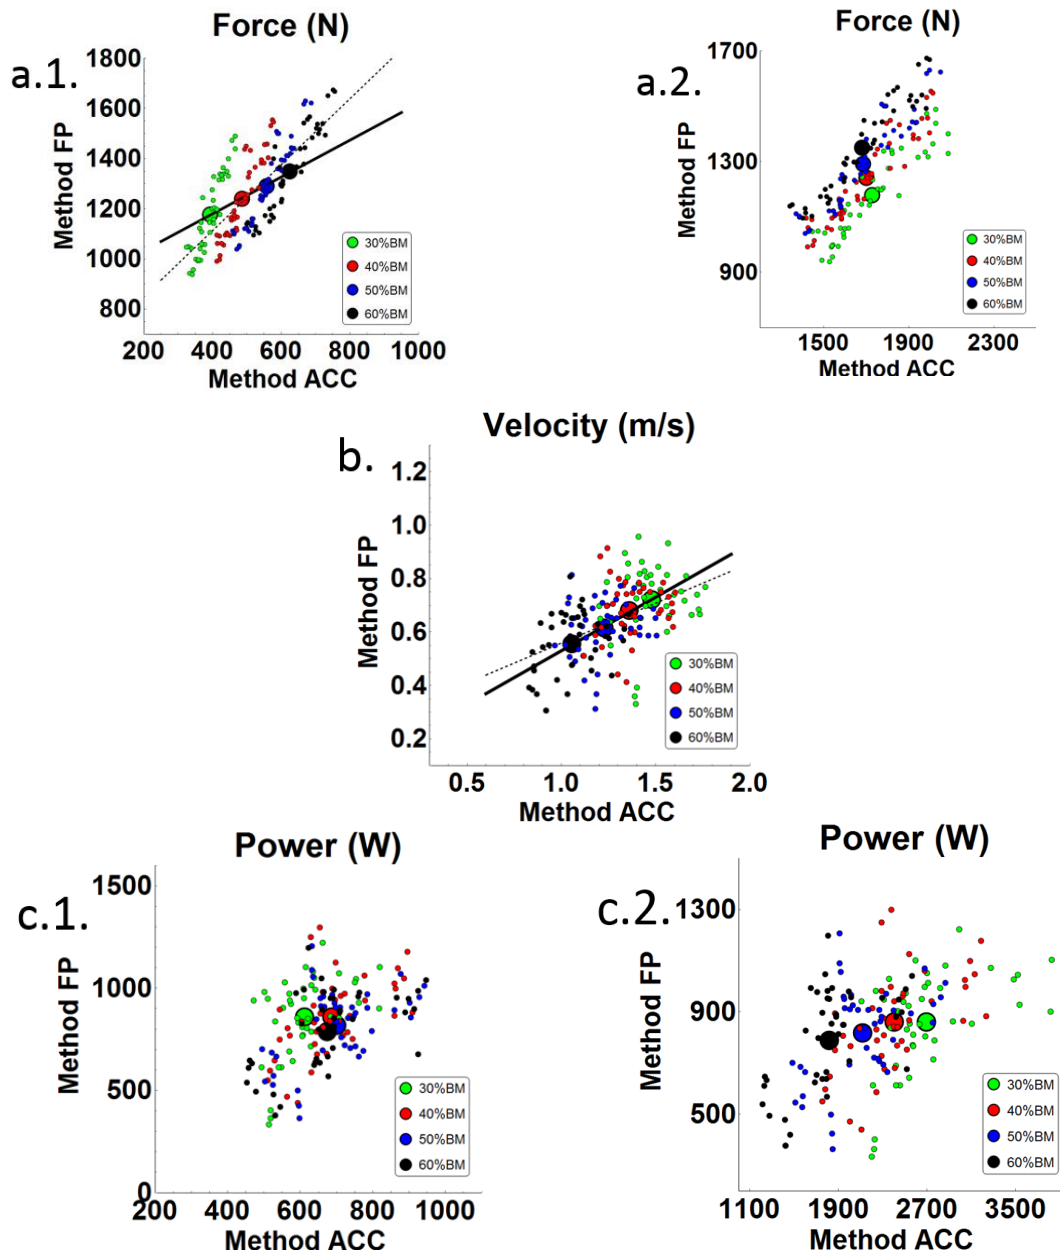 Force (N)
a.1.
Method FP
1800
1600
1400
1200
1000
800
30%BM
40%BM
50%BM
60%BM
200 400 600 800 1000
Method ACC
Force (N)
a.2.
Method FP
1700
1300
900
30%BM
40%BM
50%BM
60%BM
1500 1900 2300
Method ACC
Velocity (m/s)
b.
Method FP
1.2
1.0
0.8
0.6
0.4
0.2
30%BM
40%BM
50%BM
60%BM
0.5 1.0 1.5 2.0
Method ACC
Power (W)
c.1.
Method FP
1500
1000
500
0
30%BM
40%BM
50%BM
60%BM
200 400 600 800 1000
Method ACC
Power (W)
c.2.
Method FP
1300
900
500
30%BM
40%BM
50%BM
60%BM
1100 1900 2700 3500
Method ACC